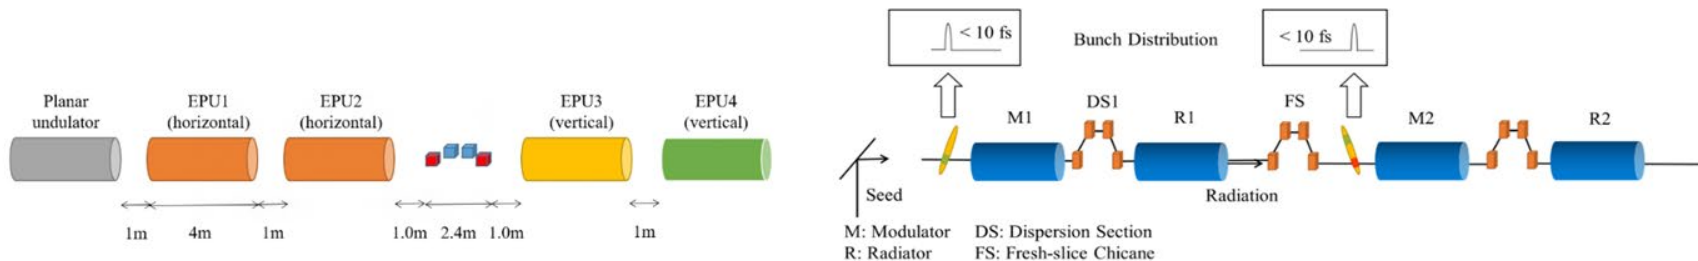 Planar
undulator
EPU1
(horizontal)
EPU2
(horizontal)
EPU3
(vertical)
EPU4
(vertical)
1m
4m
1m
1.0m
2.4m
1.0m
1m
< 10 fs
Bunch Distribution
< 10 fs
M1
DS1
R1
FS
M2
R2
Seed
Radiation
M: Modulator DS: Dispersion Section
R: Radiator FS: Fresh-slice Chicane